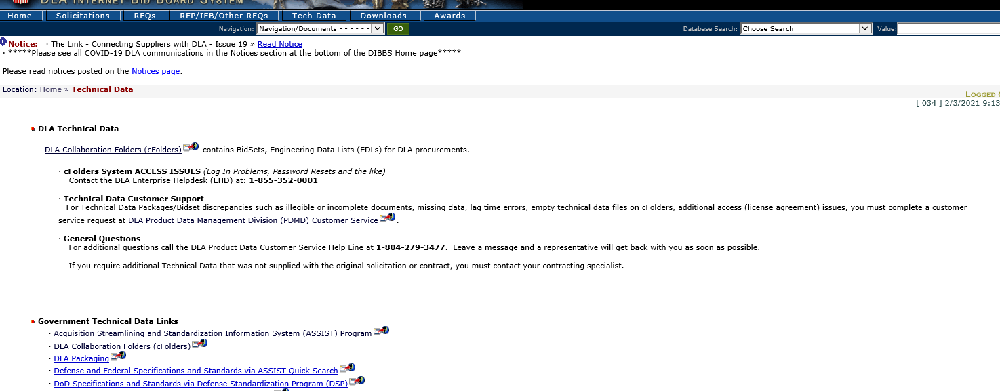 DLA INTERNET BID BOARD SYSTEM
Home Solicitations RFQs RFP/IFB/Other RFQs Tech Data Downloads Awards
Navigation: Navigation/Documents - - - - - - GO Database Search: Choose Search Value:
Notice: · The Link - Connecting Suppliers with DLA - Issue 19 » Read Notice
· *****Please see all COVID-19 DLA communications in the Notices section at the bottom of the DIBBS Home page*****
Please read notices posted on the Notices page.
Location: Home » Technical Data
LOGGED
[ 034 ] 2/3/2021 9:13
DLA Technical Data
DLA Collaboration Folders (cFolders) contains BidSets, Engineering Data Lists (EDLs) for DLA procurements.
· cFolders System ACCESS ISSUES (Log In Problems, Password Resets and the like)
Contact the DLA Enterprise Helpdesk (EHD) at: 1-855-352-0001
· Technical Data Customer Support
For Technical Data Packages/Bidset discrepancies such as illegible or incomplete documents, missing data, lag time errors, empty technical data files on cFolders, additional access (license agreement) issues, you must complete a customer
service request at DLA Product Data Management Division (PDMD) Customer Service .
· General Questions
For additional questions call the DLA Product Data Customer Service Help Line at 1-804-279-3477. Leave a message and a representative will get back with you as soon as possible.
If you require additional Technical Data that was not supplied with the original solicitation or contract, you must contact your contracting specialist.
Government Technical Data Links
· Acquisition Streamlining and Standardization Information System (ASSIST) Program
· DLA Collaboration Folders (cFolders)
· DLA Packaging
· Defense and Federal Specifications and Standards via ASSIST Quick Search
· DoD Specifications and Standards via Defense Standardization Program (DSP)